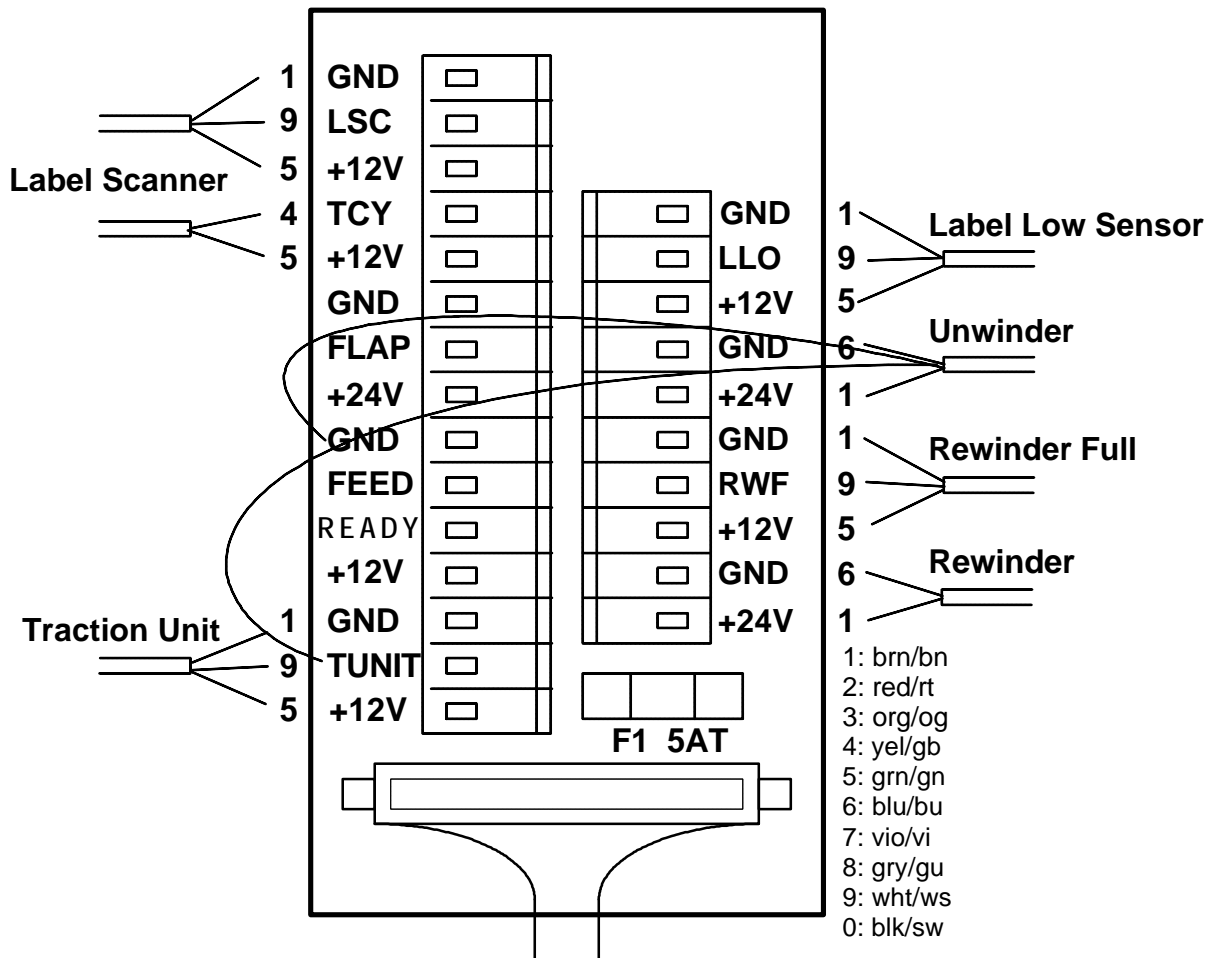 1 GND
9 LSC
5 +12V
Label Scanner
4 TCY
5 +12V
GND
FLAP
+24V
GND
FEED
READY
+12V
Traction Unit
1 GND
9 TUNIT
5 +12V
GND 1
Label Low Sensor
LLO 9
+12V 5
Unwinder
GND 6
+24V 1
GND 1
Rewinder Full
RWF 9
+12V 5
Rewinder
GND 6
+24V 1
F1 5AT
1: brn/bn
2: red/rt
3: org/og
4: yel/gb
5: grn/gn
6: blu/bu
7: vio/vi
8: gry/gu
9: wht/ws
0: blk/sw